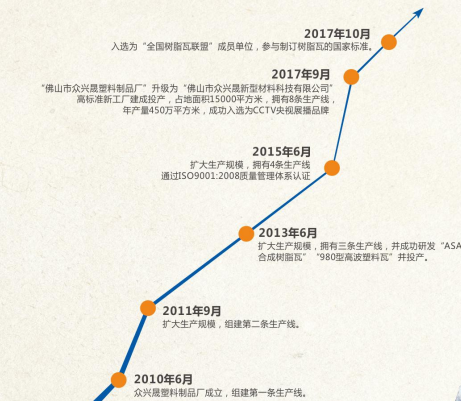 2017年10月
入选为“全国树脂瓦联盟”成员单位，参与制订树脂瓦的国家标准。
2017年9月
“佛山市众兴晟塑料制品厂”升级为“佛山市众兴晟新型材料科技有限公司”
高标准新工厂建成投产，占地面积15000平方米，拥有8条生产线，
年产量450万平方米，成功入选为CCTV央视展播品牌
2015年6月
扩大生产规模，拥有4条生产线
通过ISO9001:2008质量管理体系认证
2013年6月
扩大生产规模，拥有三条生产线，并成功研发“ASA
合成树脂瓦”“980型高波塑料瓦”并投产。
2011年9月
扩大生产规模，组建第二条生产线。
2010年6月
众兴晟塑料制品厂成立，组建第一条生产线。